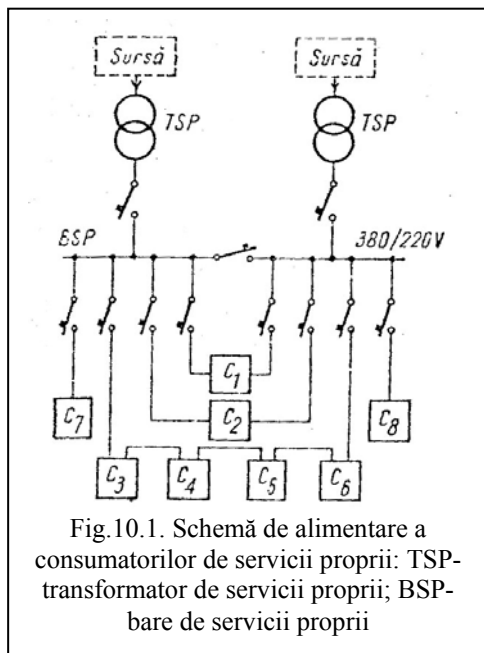 Sursă Sursă
TSP TSP
BSP 380/220V
C1
C2
C7 C8
C3 C4 C5 C6
Fig.10.1. Schemă de alimentare a
consumatorilor de servicii proprii: TSP-
transformator de servicii proprii; BSP-
bare de servicii proprii